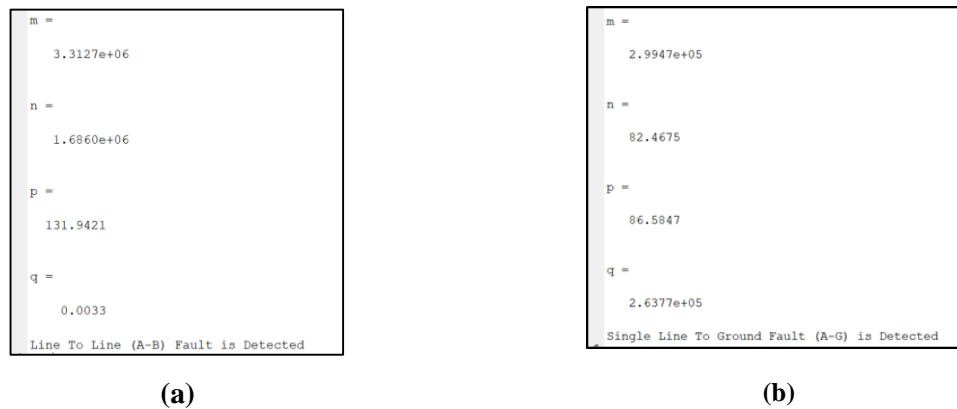 m =
3.3127e+06
n =
1.6860e+06
p =
131.9421
q =
0.0033
Line To Line (A-B) Fault is Detected
(a)
m =
2.9947e+05
n =
82.4675
p =
86.5847
q =
2.6377e+05
Single Line To Ground Fault (A-G) is Detected
(b)